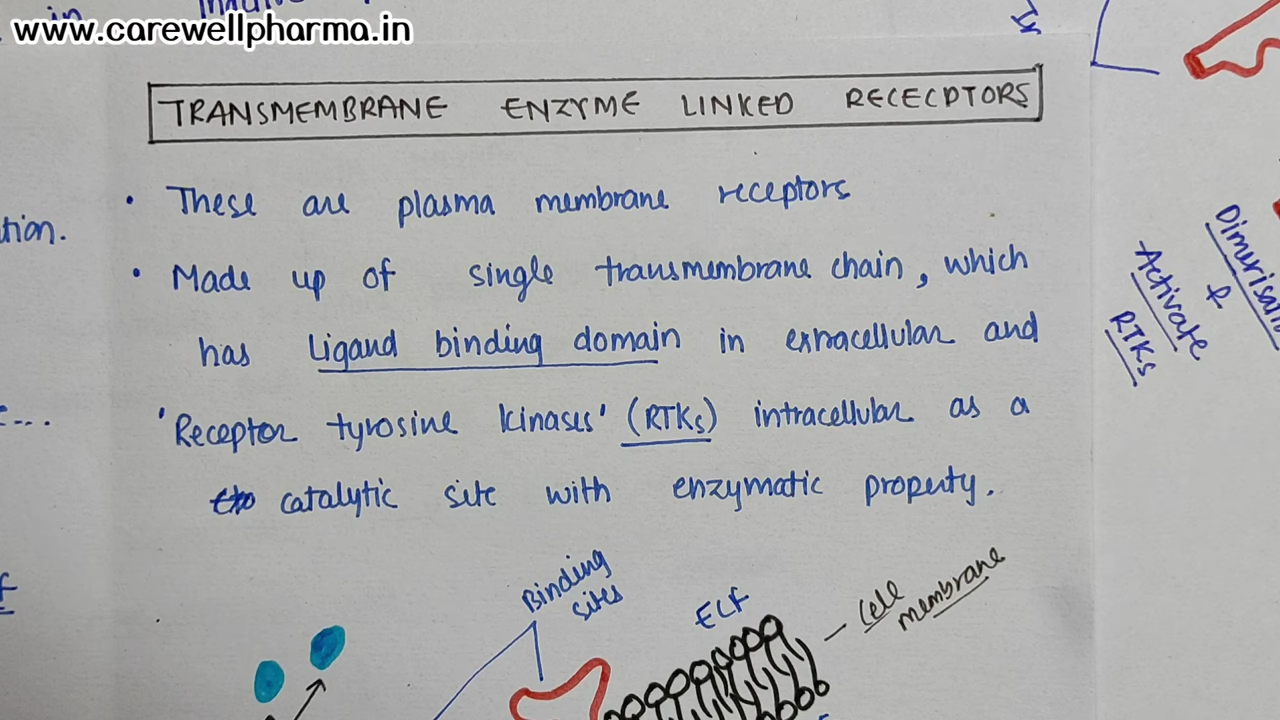 www.carewellpharma.in
TRANSMEMBRANE ENZYME LINKED RECECPTORS
• These are plasma membrane receptors
tion.
• Made up of single transmembrane chain, which
has ligand binding domain in extracellular and
'Receptor tyrosine kinases' (RTKs) intracellular as a
catalytic site with enzymatic property.
Activate
RTKs
&
Binding
sites
ECF
Cell
membrane